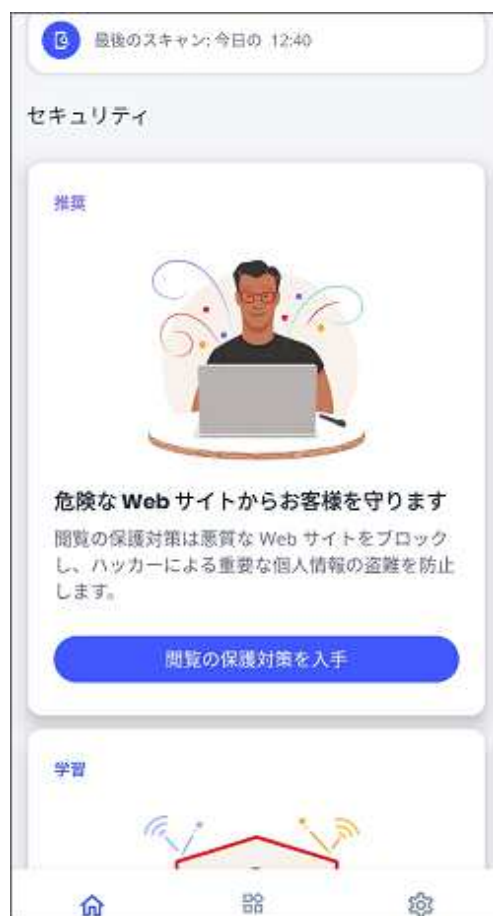 最後のスキャン: 今日の 12:40
セキュリティ
推奨
危険な Web サイトからお客様を守ります
閲覧の保護対策は悪質な Web サイトをブロック
し、ハッカーによる重要な個人情報の盗難を防止
します。
閲覧の保護対策を入手
学習